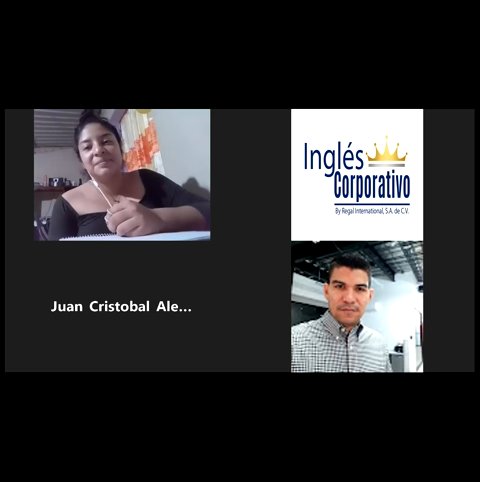 Inglés
Corporativo
By Regal International, S.A. de C.V.
Juan Cristobal Ale...